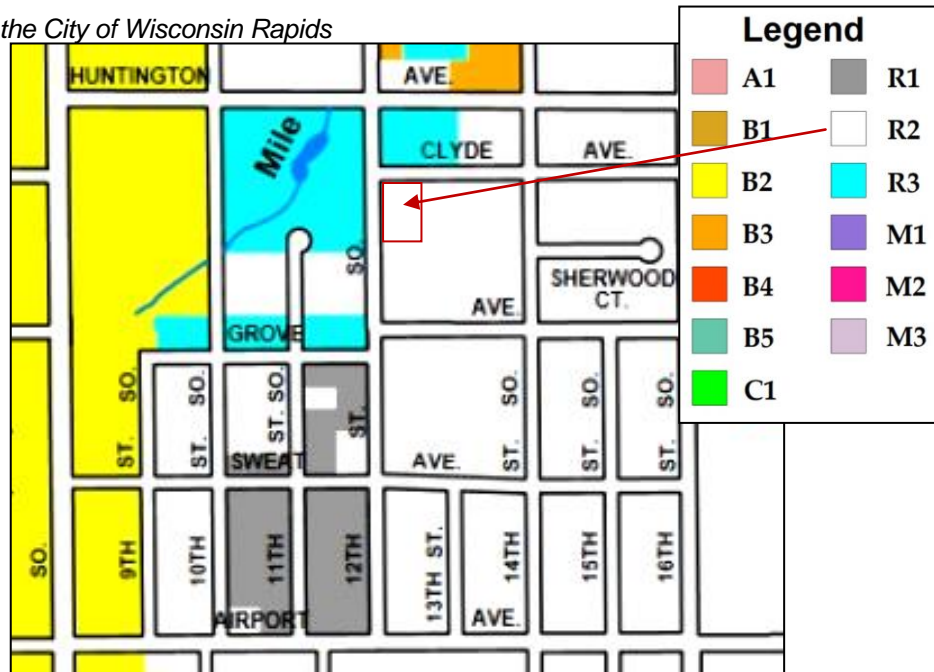 the City of Wisconsin Rapids
HUNTINGTON
AVE.
Mile
CLYDE
AVE.
SO.
SHERWOOD
CT.
AVE.
GROVE
ST. SO.
ST. SO.
ST. SO.
ST.
SWEAT
AVE.
ST. SO.
ST. SO.
ST. SO.
SO.
9TH
10TH
11TH
12TH
13TH ST.
14TH
15TH
16TH
AIRPORT
AVE.
Legend
A1
B1
B2
B3
B4
B5
C1
R1
R2
R3
M1
M2
M3